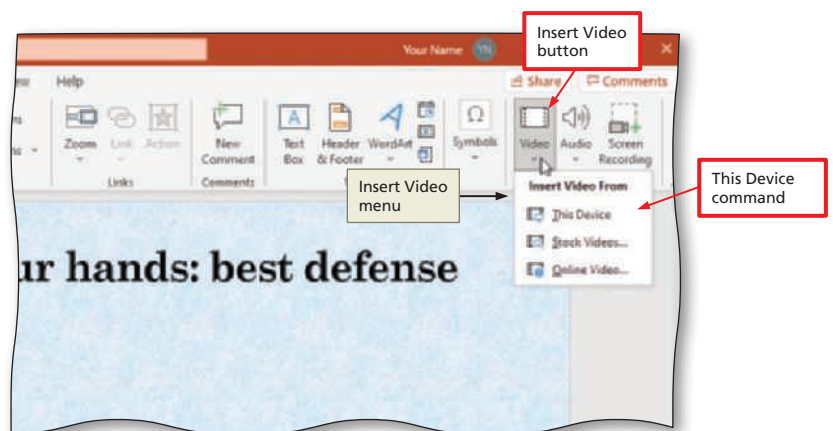 Insert Video
button
Your Name YN
ew Help Share Comments
Zoom Link Action New
Comment Text
Box Header
& Footer WordArt Symbols Video Audio Screen
Recording
Links Comments
Insert Video
menu
Insert Video From
This Device
Stock Videos...
Online Video...
This Device
command
ur hands: best defense